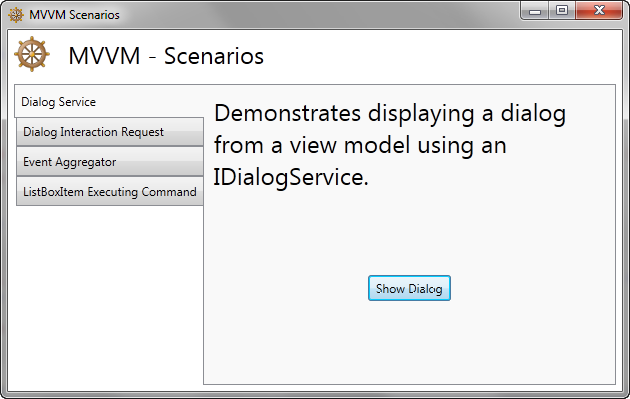 MVVM Scenarios
MVVM - Scenarios
Dialog Service
Dialog Interaction Request
Event Aggregator
ListBoxItem Executing Command
Demonstrates displaying a dialog
from a view model using an
IDialogService.
Show Dialog